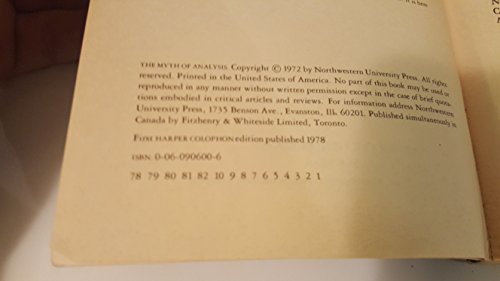 it is bein
N
C
THE MYTH OF ANALYSIS. Copyright © 1972 by Northwestern University Press. All rights
reserved. Printed in the United States of America. No part of this book may be used or
reproduced in any manner without written permission except in the case of brief quota-
tions embodied in critical articles and reviews. For information address Northwestern
University Press, 1735 Benson Ave., Evanston, Ill. 60201. Published simultaneously in
Canada by Fitzhenry & Whiteside Limited, Toronto.
First HARPER COLOPHON edition published 1978
ISBN: 0-06-090600-6
78 79 80 81 82 10 9 8 7 6 5 4 3 2 1